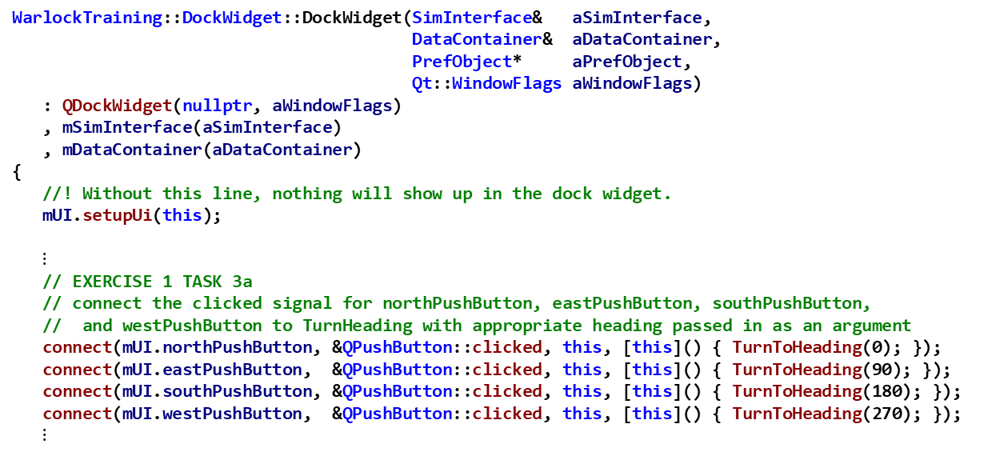 WarlockTraining::DockWidget::DockWidget(SimInterface&   aSimInterface,
                                        DataContainer&  aDataContainer,
                                        PrefObject*     aPrefObject,
                                        Qt::WindowFlags aWindowFlags)
   : QDockWidget(nullptr, aWindowFlags)
   , mSimInterface(aSimInterface)
   , mDataContainer(aDataContainer)
{
   //! Without this line, nothing will show up in the dock widget.
   mUI.setupUi(this);
   ⋮
   // EXERCISE 1 TASK 3a
   // connect the clicked signal for northPushButton, eastPushButton, southPushButton,
   //  and westPushButton to TurnHeading with appropriate heading passed in as an argument
   connect(mUI.northPushButton, &QPushButton::clicked, this, [this]() { TurnToHeading(0); });
   connect(mUI.eastPushButton,  &QPushButton::clicked, this, [this]() { TurnToHeading(90); });
   connect(mUI.southPushButton, &QPushButton::clicked, this, [this]() { TurnToHeading(180); });
   connect(mUI.westPushButton,  &QPushButton::clicked, this, [this]() { TurnToHeading(270); });
   ⋮